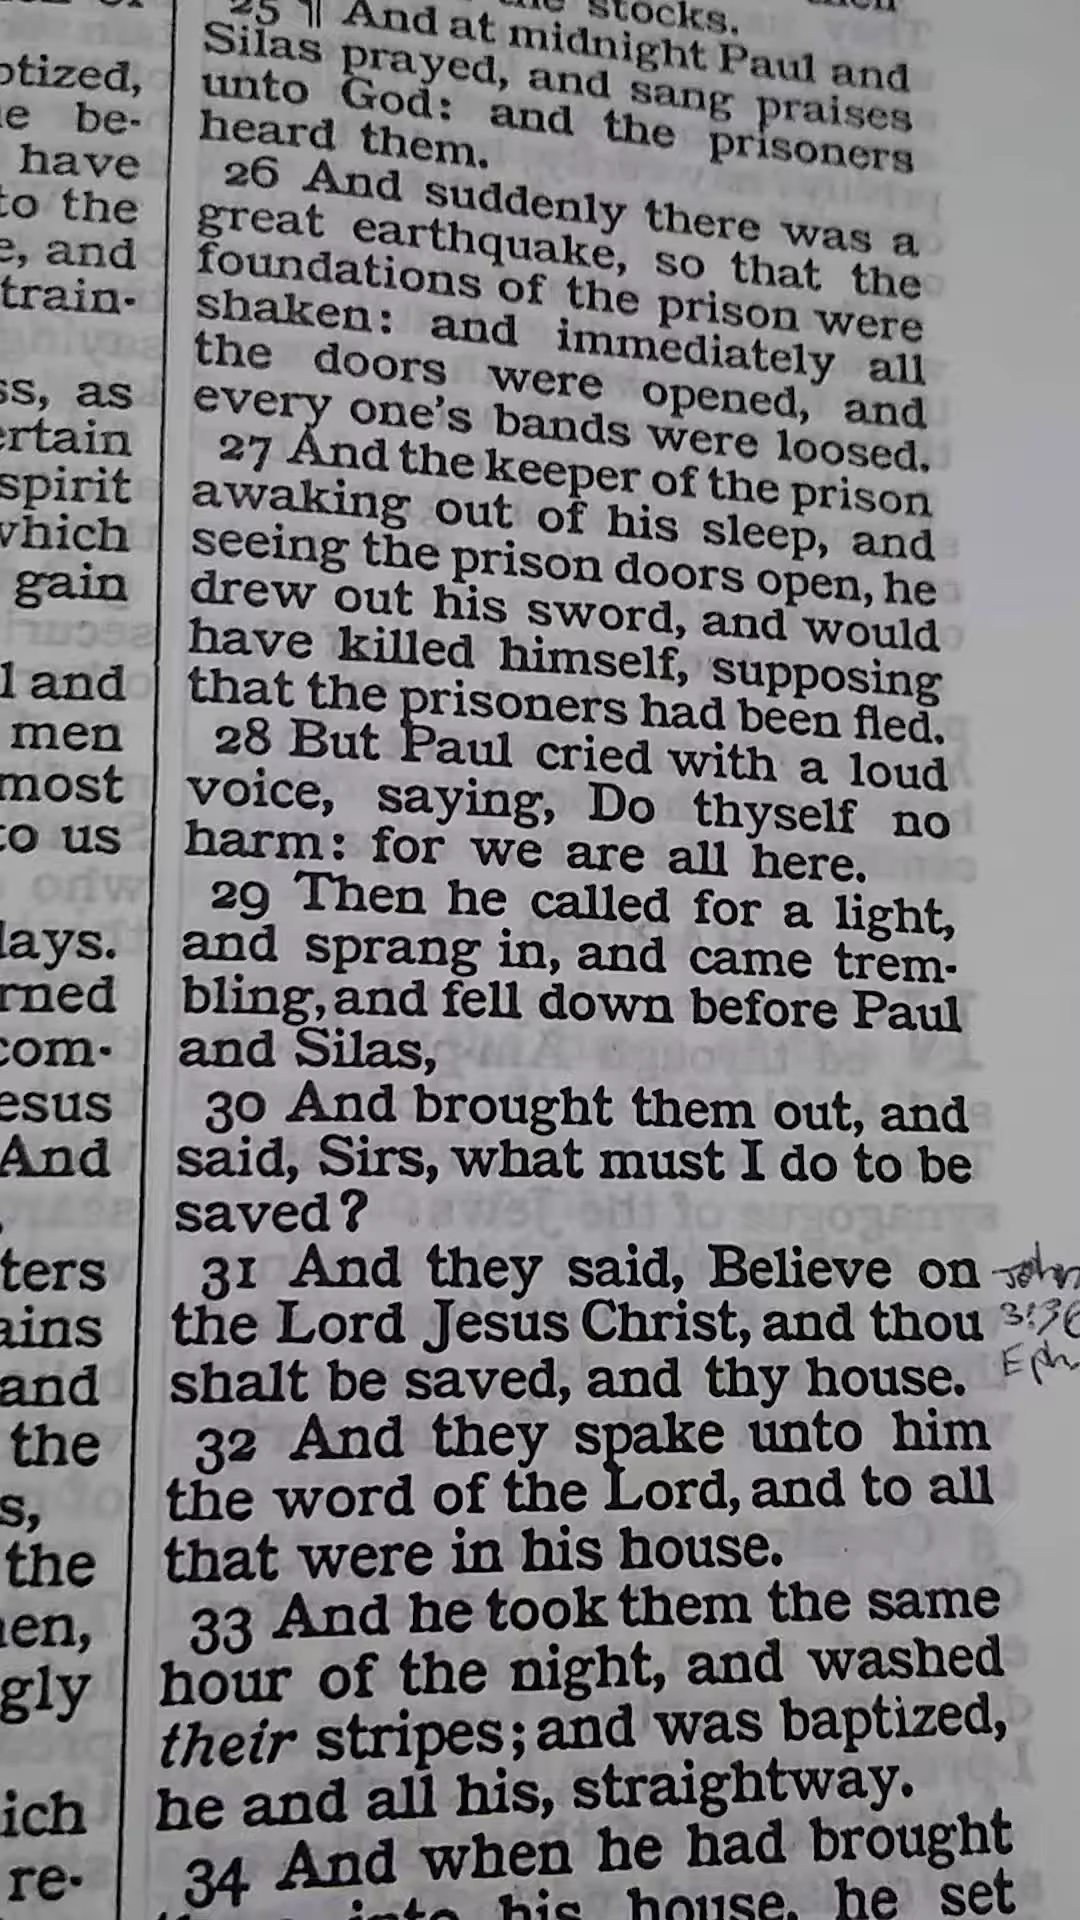 otized,
e be-
have
to the
e, and
train-
ss, as
ertain
spirit
which
gain
l and
men
most
to us
lays.
rned
com-
esus
And
ters
ains
and
the
s,
the
en,
gly
ich
re-
stocks.
25 ¶ And at midnight Paul and
Silas prayed, and sang praises
unto God: and the prisoners
heard them.
26 And suddenly there was a
great earthquake, so that the
foundations of the prison were
shaken: and immediately all
the doors were opened, and
every one's bands were loosed.
27 And the keeper of the prison
awaking out of his sleep, and
seeing the prison doors open, he
drew out his sword, and would
have killed himself, supposing
that the prisoners had been fled.
28 But Paul cried with a loud
voice, saying, Do thyself no
harm: for we are all here.
29 Then he called for a light,
and sprang in, and came trem-
bling, and fell down before Paul
and Silas,
30 And brought them out, and
said, Sirs, what must I do to be
saved?
31 And they said, Believe on
the Lord Jesus Christ, and thou
shalt be saved, and thy house.
32 And they spake unto him
the word of the Lord, and to all
that were in his house.
33 And he took them the same
hour of the night, and washed
their stripes; and was baptized,
he and all his, straightway.
34 And when he had brought
into his house, he set
John
3:36
Eph